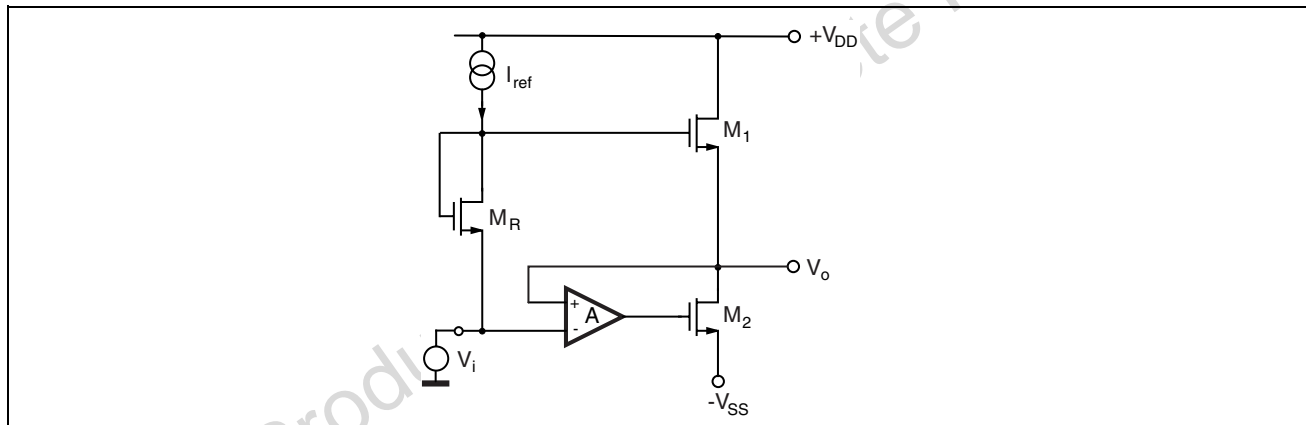 +V_DD
I_ref
M_1
M_R
V_o
+
A
-
M_2
V_i
-V_SS